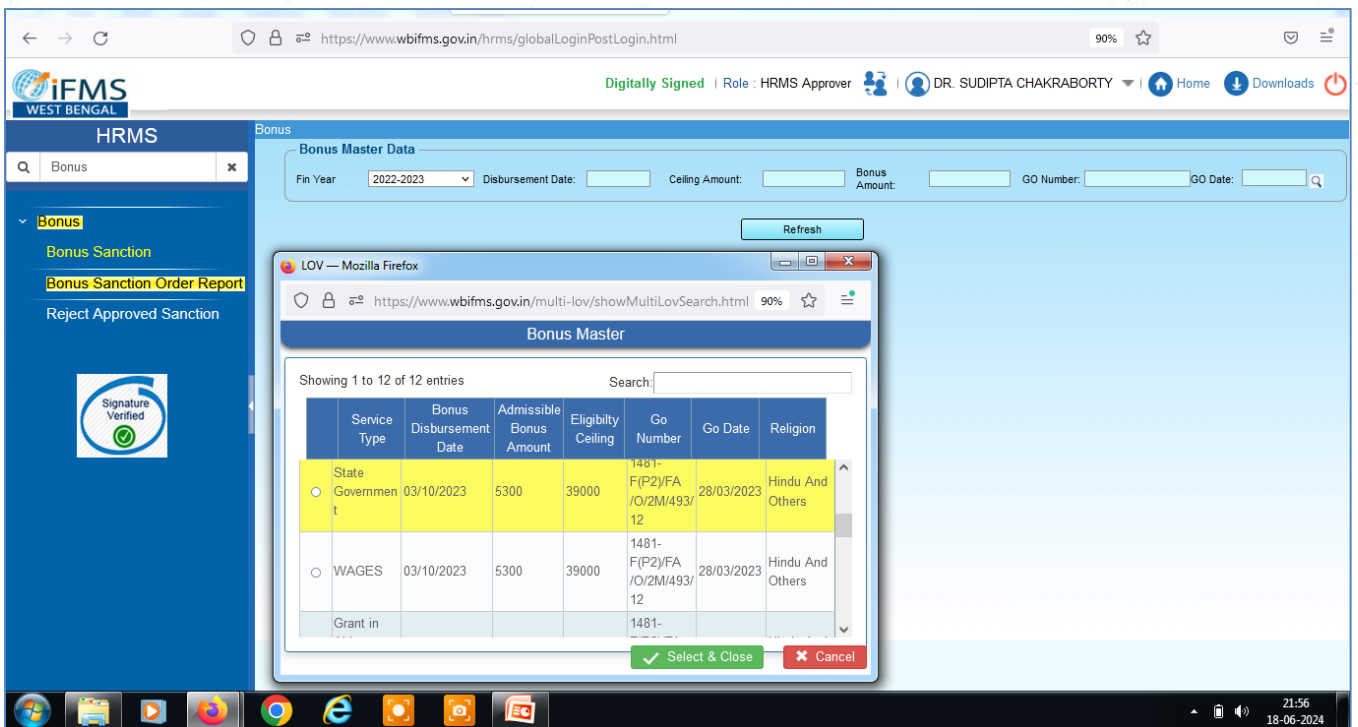 https://www.wbifms.gov.in/hrms/globalLoginPostLogin.html 90%
iFMS
WEST BENGAL
Digitally Signed | Role : HRMS Approver DR. SUDIPTA CHAKRABORTY Home Downloads
HRMS
Bonus
Bonus
Bonus Sanction
Bonus Sanction Order Report
Reject Approved Sanction
Signature
Verified
Bonus
Bonus Master Data
Fin Year 2022-2023 Disbursement Date: Ceiling Amount: Bonus Amount: GO Number: GO Date:
Refresh
LOV — Mozilla Firefox
https://www.wbifms.gov.in/multi-lov/showMultiLovSearch.html 90%
Bonus Master
Showing 1 to 12 of 12 entries Search:
Service Type Bonus Disbursement Date Admissible Bonus Amount Eligibilty Ceiling Go Number Go Date Religion
State Governmen t 03/10/2023 5300 39000 1481-F(P2)/FA /O/2M/493/ 12 28/03/2023 Hindu And Others
WAGES 03/10/2023 5300 39000 1481-F(P2)/FA /O/2M/493/ 12 28/03/2023 Hindu And Others
Grant in 1481-
Select & Close Cancel
21:56
18-06-2024